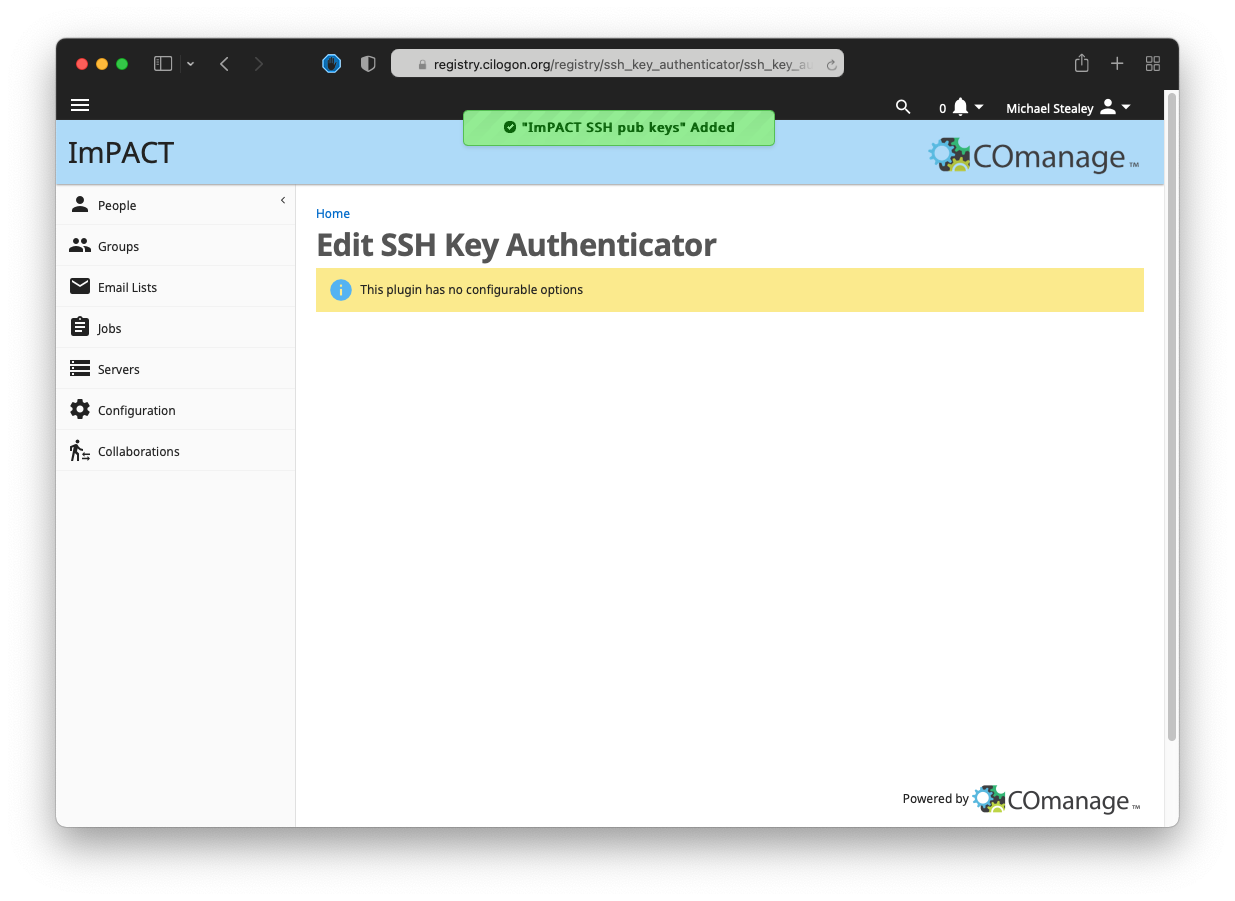 registry.cilogon.org/registry/ssh_key_authenticator/ssh_key_au
0
Michael Stealey
"ImPACT SSH pub keys" Added
ImPACT
COmanage ™
People
Groups
Email Lists
Jobs
Servers
Configuration
Collaborations
Home
Edit SSH Key Authenticator
This plugin has no configurable options
Powered by COmanage ™